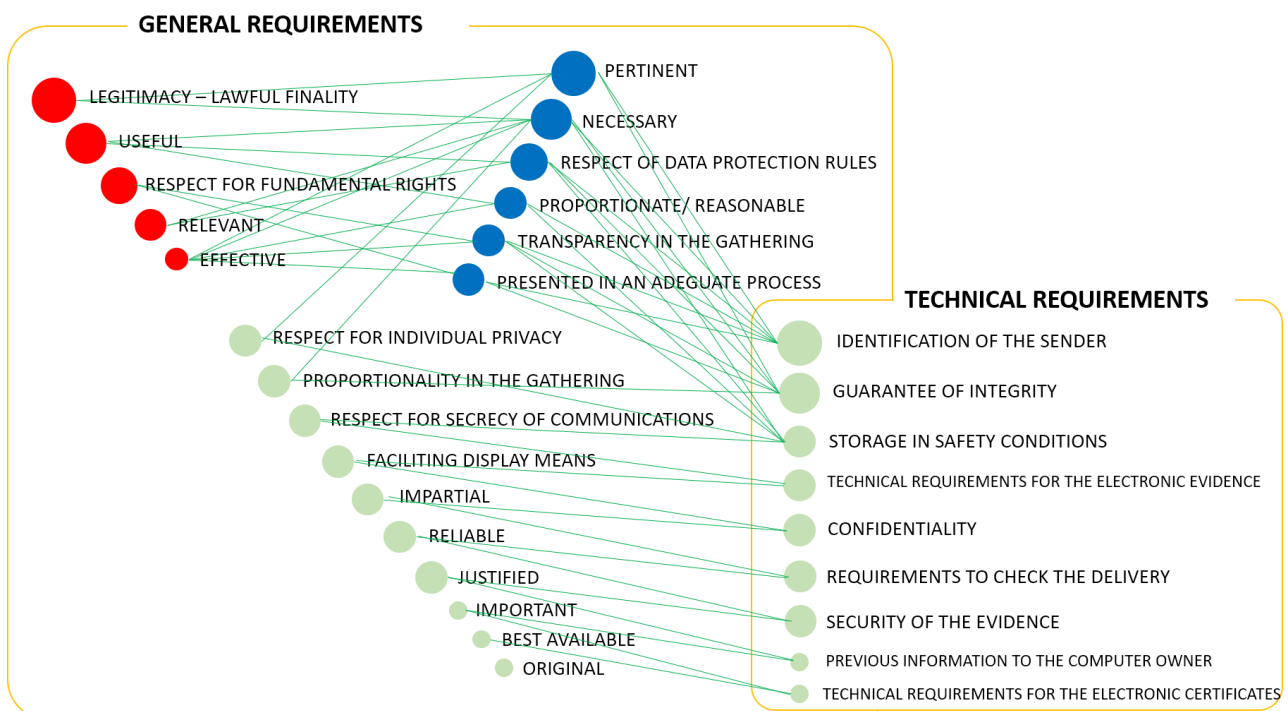 GENERAL REQUIREMENTS
LEGITIMACY – LAWFUL FINALITY
USEFUL
RESPECT FOR FUNDAMENTAL RIGHTS
RELEVANT
EFFECTIVE
PERTINENT
NECESSARY
RESPECT OF DATA PROTECTION RULES
PROPORTIONATE/ REASONABLE
TRANSPARENCY IN THE GATHERING
PRESENTED IN AN ADEGUATE PROCESS
RESPECT FOR INDIVIDUAL PRIVACY
PROPORTIONALITY IN THE GATHERING
RESPECT FOR SECRECY OF COMMUNICATIONS
FACILITING DISPLAY MEANS
IMPARTIAL
RELIABLE
JUSTIFIED
IMPORTANT
BEST AVAILABLE
ORIGINAL
TECHNICAL REQUIREMENTS
IDENTIFICATION OF THE SENDER
GUARANTEE OF INTEGRITY
STORAGE IN SAFETY CONDITIONS
TECHNICAL REQUIREMENTS FOR THE ELECTRONIC EVIDENCE
CONFIDENTIALITY
REQUIREMENTS TO CHECK THE DELIVERY
SECURITY OF THE EVIDENCE
PREVIOUS INFORMATION TO THE COMPUTER OWNER
TECHNICAL REQUIREMENTS FOR THE ELECTRONIC CERTIFICATES